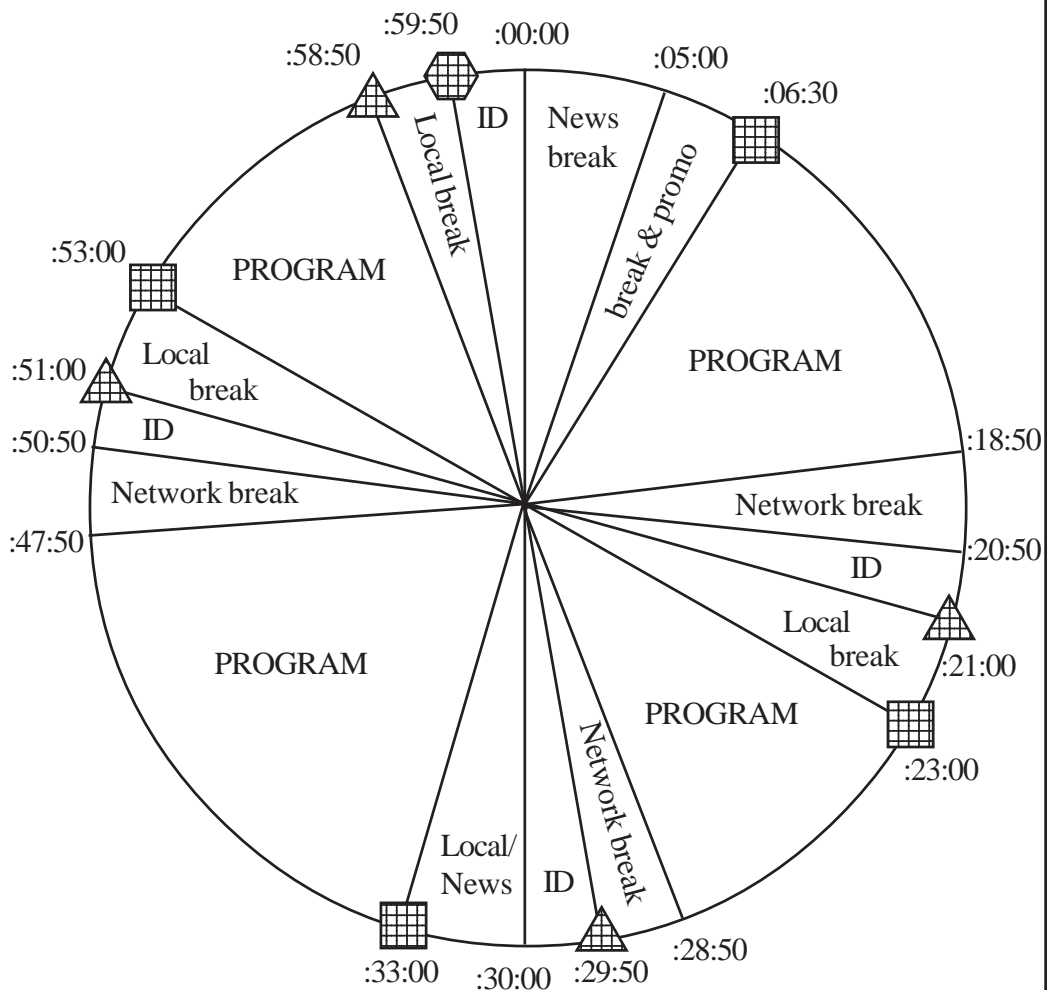 :59:50
:00:00
:58:50
:05:00
:06:30
ID
News
break
Local break
break & promo
:53:00
PROGRAM
PROGRAM
Local
break
:51:00
ID
:50:50
:18:50
Network break
Network break
:47:50
:20:50
ID
Local
break
:21:00
PROGRAM
PROGRAM
:23:00
Network break
Local/
News
ID
:28:50
:33:00
:30:00
:29:50